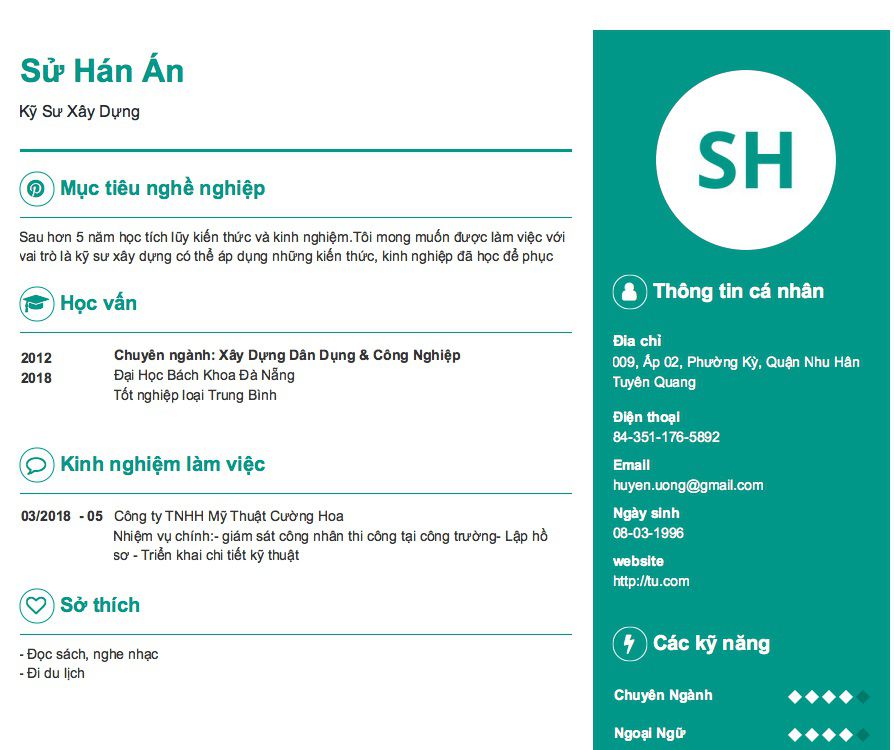 Sử Hán Án
Kỹ Sư Xây Dựng
Mục tiêu nghề nghiệp
Sau hơn 5 năm học tích lũy kiến thức và kinh nghiệm.Tôi mong muốn được làm việc với
vai trò là kỹ sư xây dựng có thể áp dụng những kiến thức, kinh nghiệp đã học để phục
Học vấn
2012
2018
Chuyên ngành: Xây Dựng Dân Dụng & Công Nghiệp
Đại Học Bách Khoa Đà Nẵng
Tốt nghiệp loại Trung Bình
Kinh nghiệm làm việc
03/2018 - 05 Công ty TNHH Mỹ Thuật Cường Hoa
Nhiệm vụ chính:- giám sát công nhân thi công tại công trường- Lập hồ
sơ - Triển khai chi tiết kỹ thuật
Sở thích
- Đọc sách, nghe nhạc
- Đi du lịch
SH
Thông tin cá nhân
Đia chỉ
009, Ấp 02, Phường Kỳ, Quận Nhu Hân
Tuyên Quang
Điện thoại
84-351-176-5892
Email
huyen.uong@gmail.com
Ngày sinh
08-03-1996
website
http://tu.com
Các kỹ năng
Chuyên Ngành
Ngoại Ngữ